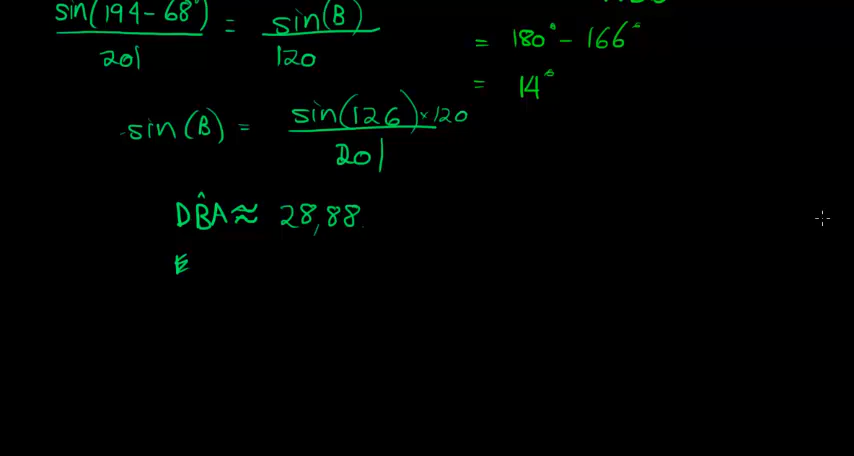 sin(194-68°)/201 = sin(B)/120
sin(B) = sin(126)×120/201
DB̂A ≈ 28,88
E
= 180° - 166°
= 14°